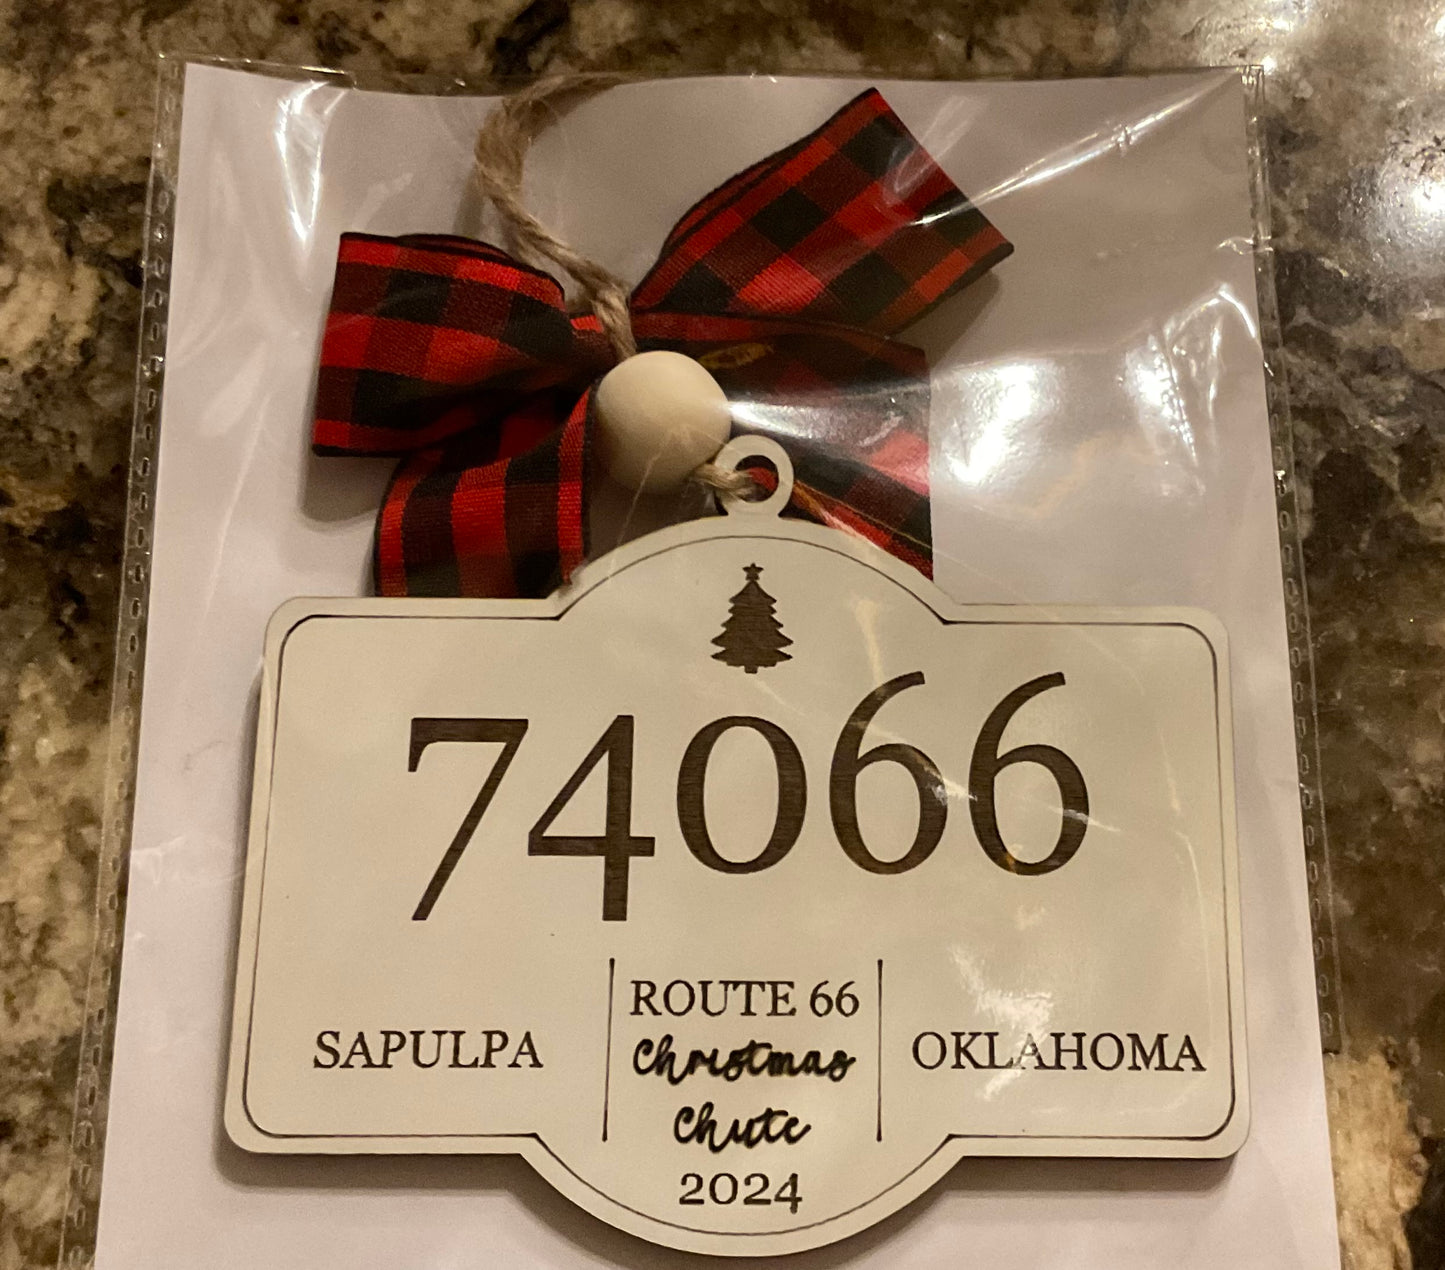 74066
SAPULPA
ROUTE 66
Christmas
Chute
2024
OKLAHOMA